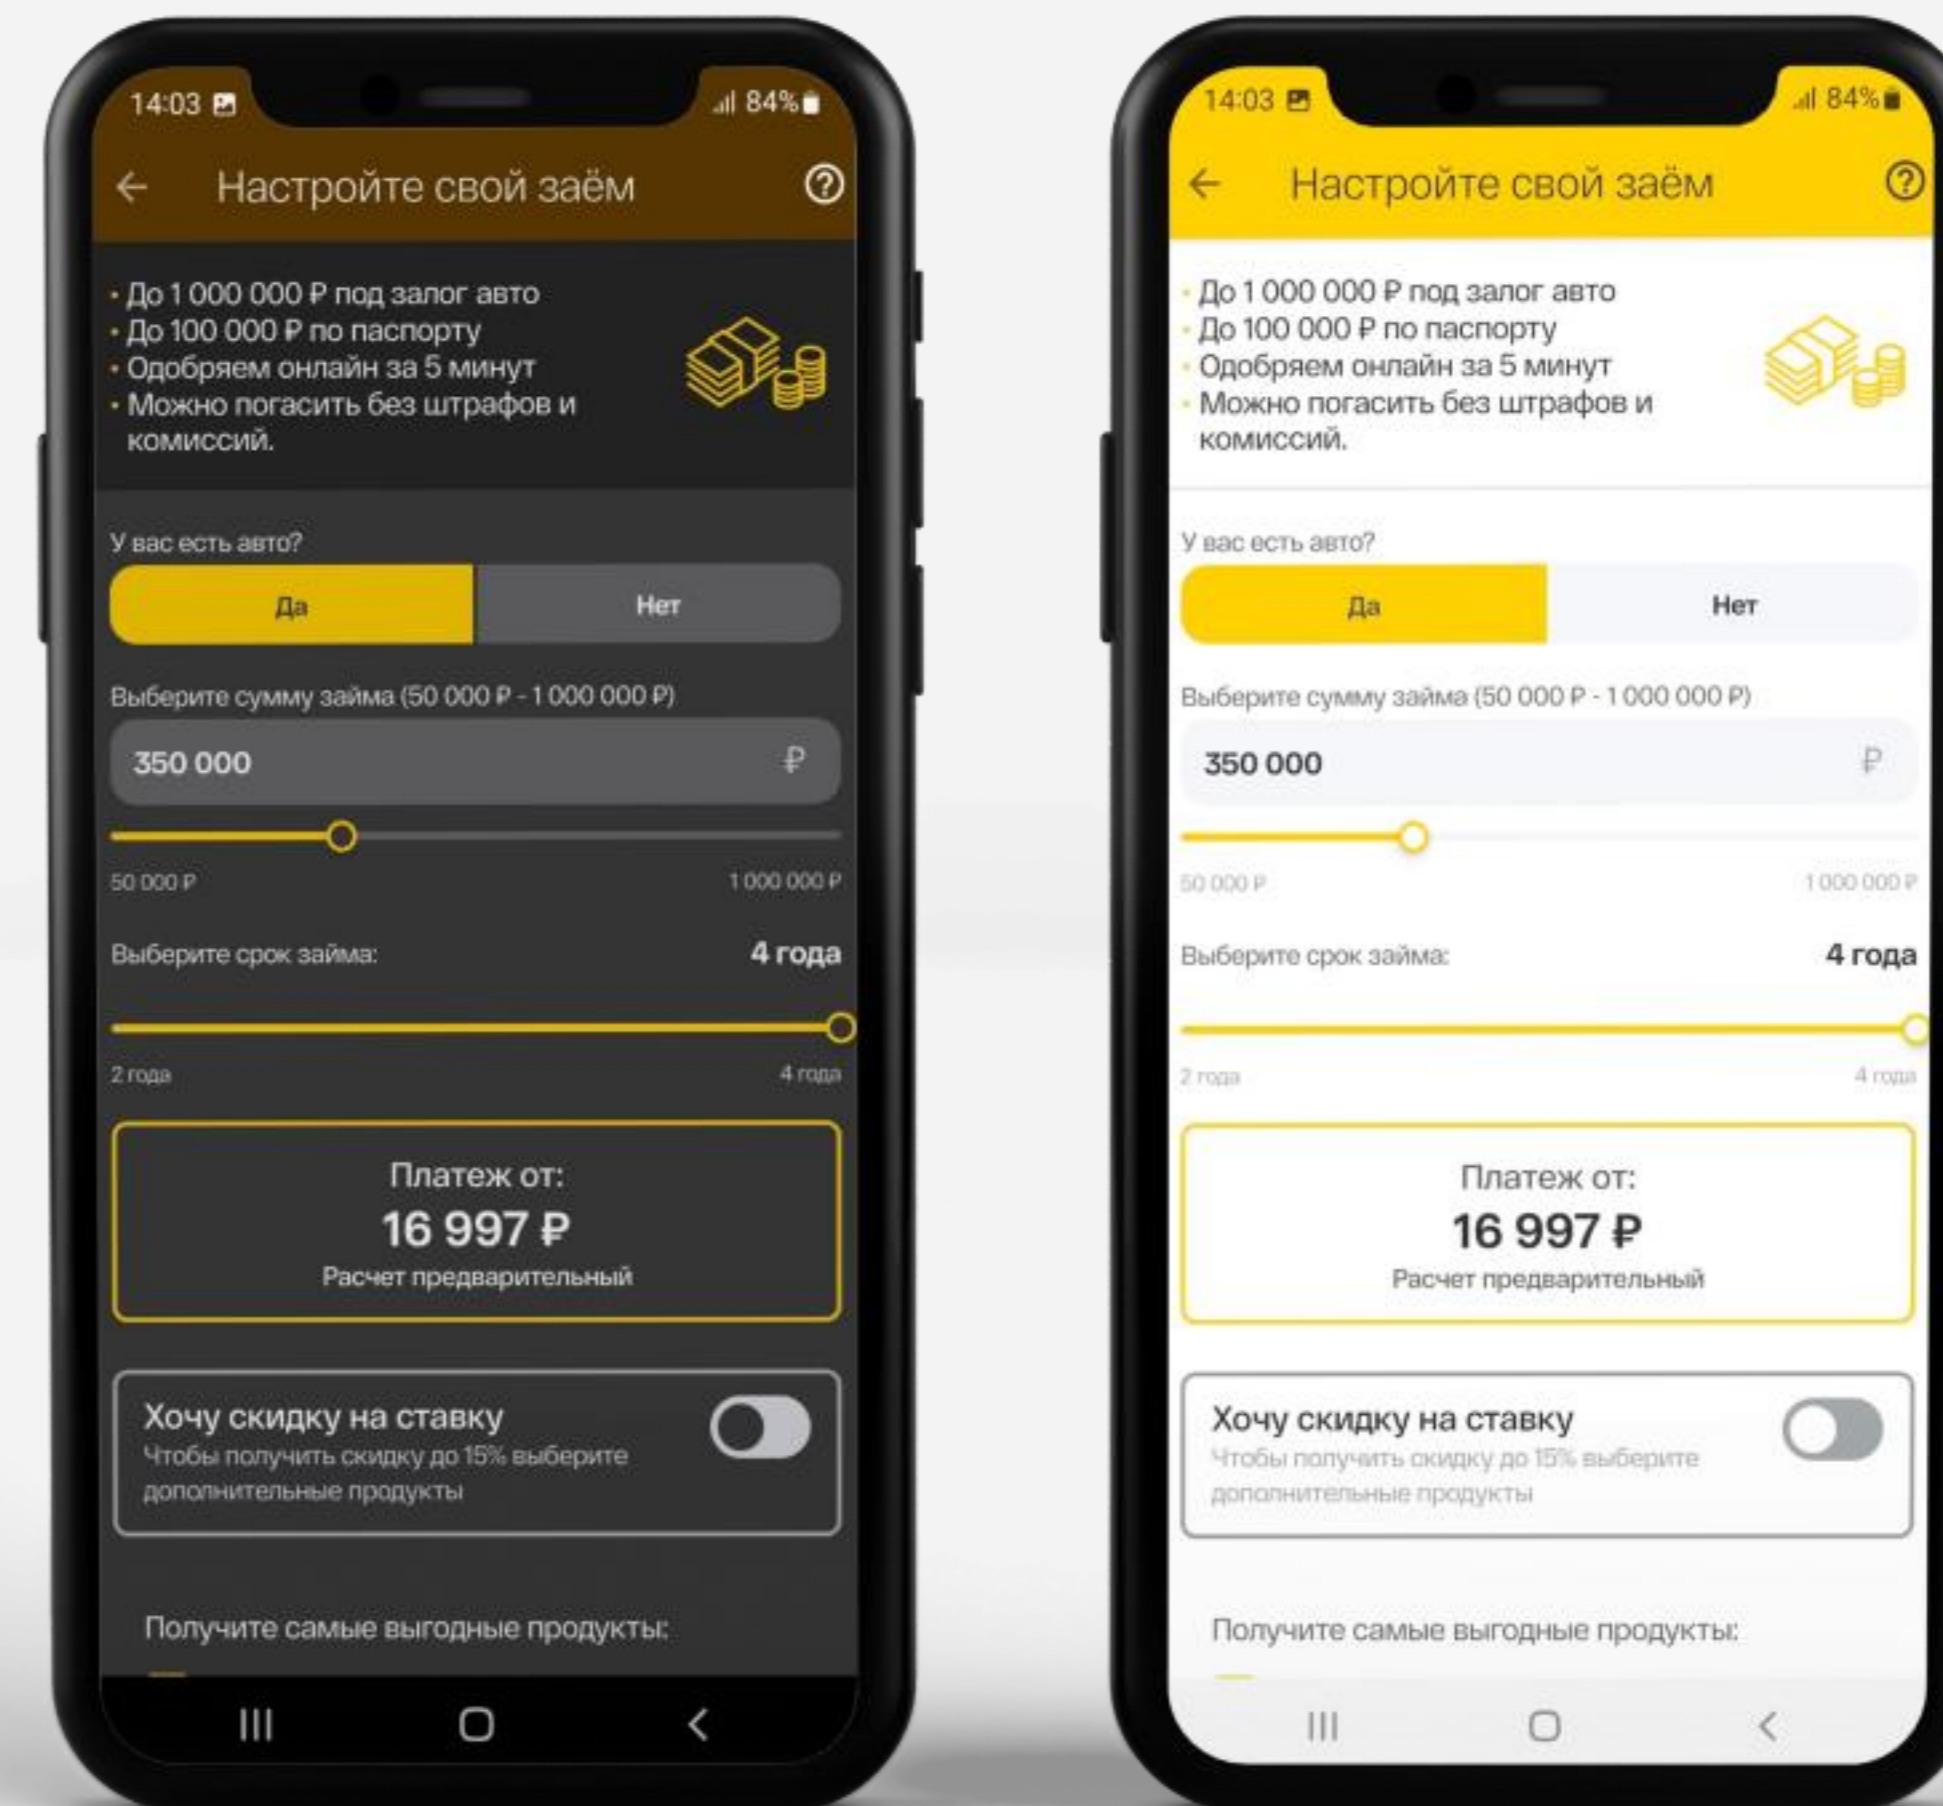 14:03
84%
Настройте свой заём
• До 1 000 000 ₽ под залог авто
• До 100 000 ₽ по паспорту
• Одобряем онлайн за 5 минут
• Можно погасить без штрафов и
комиссий.
У вас есть авто?
Да
Нет
Выберите сумму займа (50 000 ₽ - 1 000 000 ₽)
350 000 ₽
50 000 ₽
1 000 000 ₽
Выберите срок займа: 4 года
2 года
4 года
Платеж от:
16 997 ₽
Расчет предварительный
Хочу скидку на ставку
Чтобы получить скидку до 15% выберите
дополнительные продукты
Получите самые выгодные продукты:
14:03
84%
Настройте свой заём
• До 1 000 000 ₽ под залог авто
• До 100 000 ₽ по паспорту
• Одобряем онлайн за 5 минут
• Можно погасить без штрафов и
комиссий.
У вас есть авто?
Да
Нет
Выберите сумму займа (50 000 ₽ - 1 000 000 ₽)
350 000 ₽
50 000 ₽
1 000 000 ₽
Выберите срок займа: 4 года
2 года
4 года
Платеж от:
16 997 ₽
Расчет предварительный
Хочу скидку на ставку
Чтобы получить скидку до 15% выберите
дополнительные продукты
Получите самые выгодные продукты: